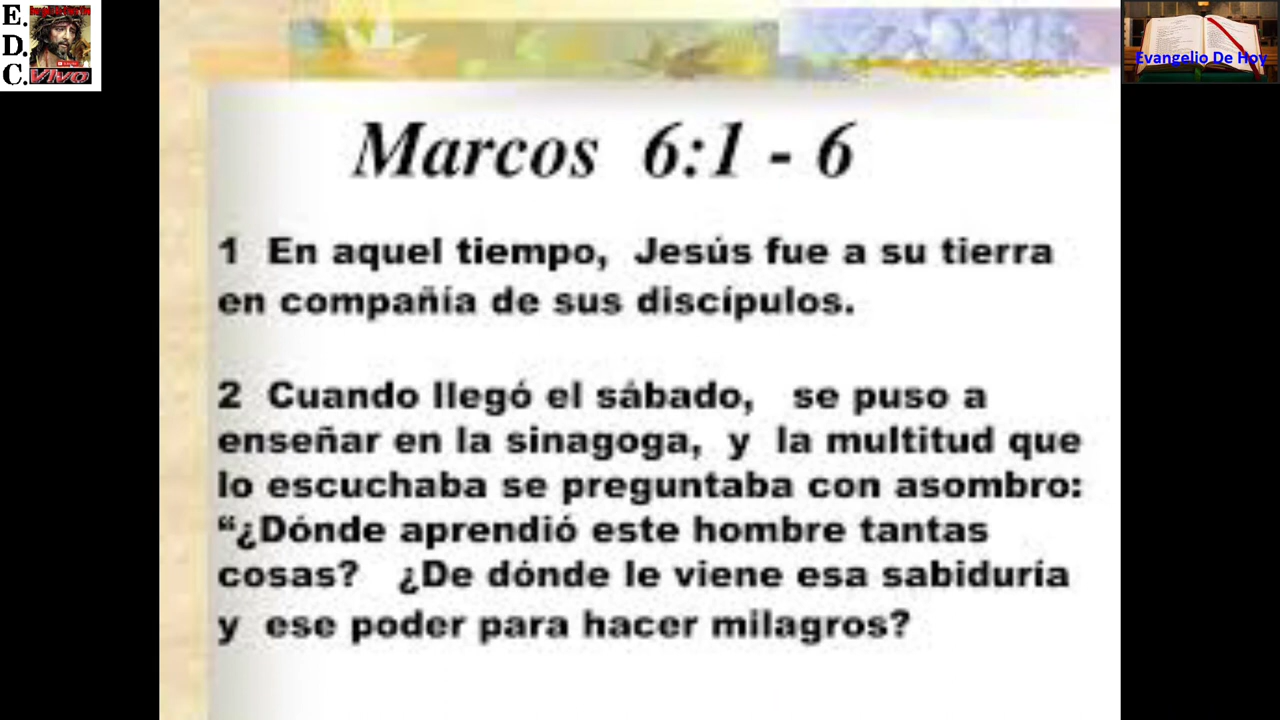 E.
D.
C.
Vivo
Evangelio De Hoy
Marcos 6:1 - 6
1 En aquel tiempo, Jesús fue a su tierra
en compañía de sus discípulos.
2 Cuando llegó el sábado, se puso a
enseñar en la sinagoga, y la multitud que
lo escuchaba se preguntaba con asombro:
“¿Dónde aprendió este hombre tantas
cosas? ¿De dónde le viene esa sabiduría
y ese poder para hacer milagros?